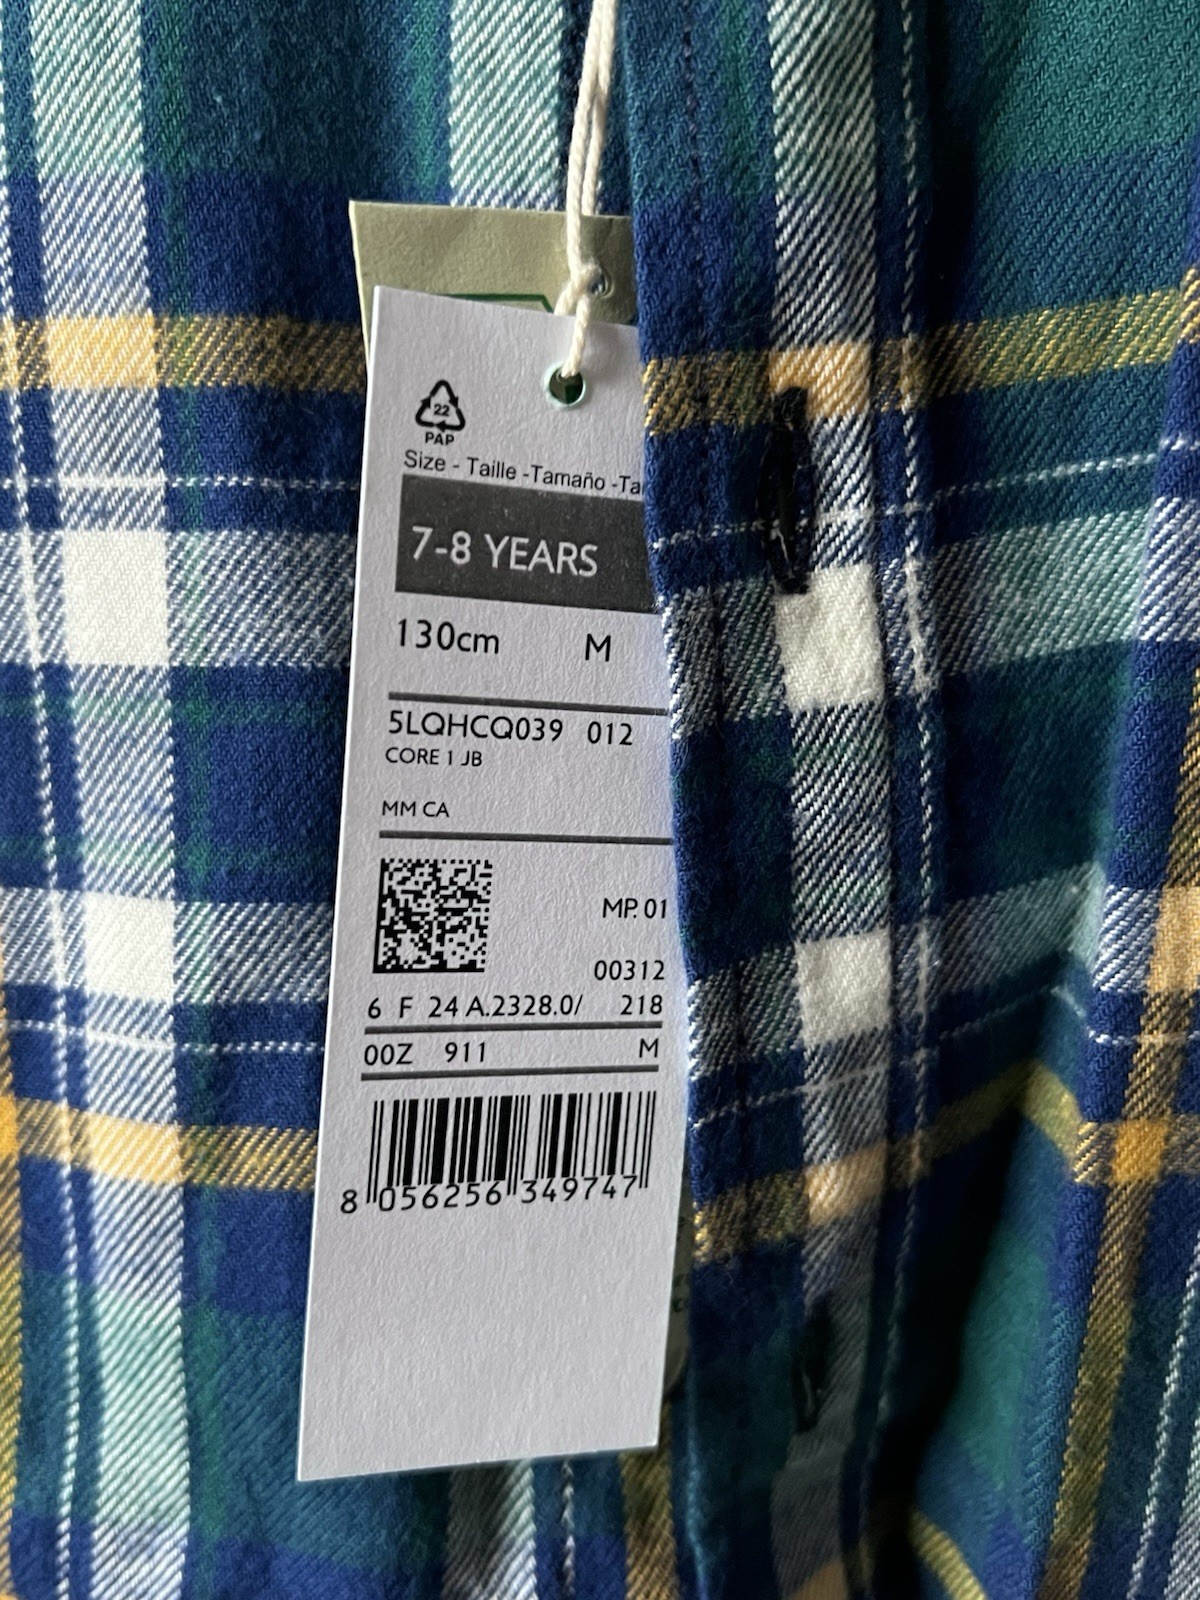 22
PAP
Size - Taille -Tamaño -Ta
7-8 YEARS
130cm M
5LQHCQ039 012
CORE 1 JB
MM CA
MP. 01
00312
6 F 24 A.2328.0/ 218
00Z 911 M
8 056256 349747